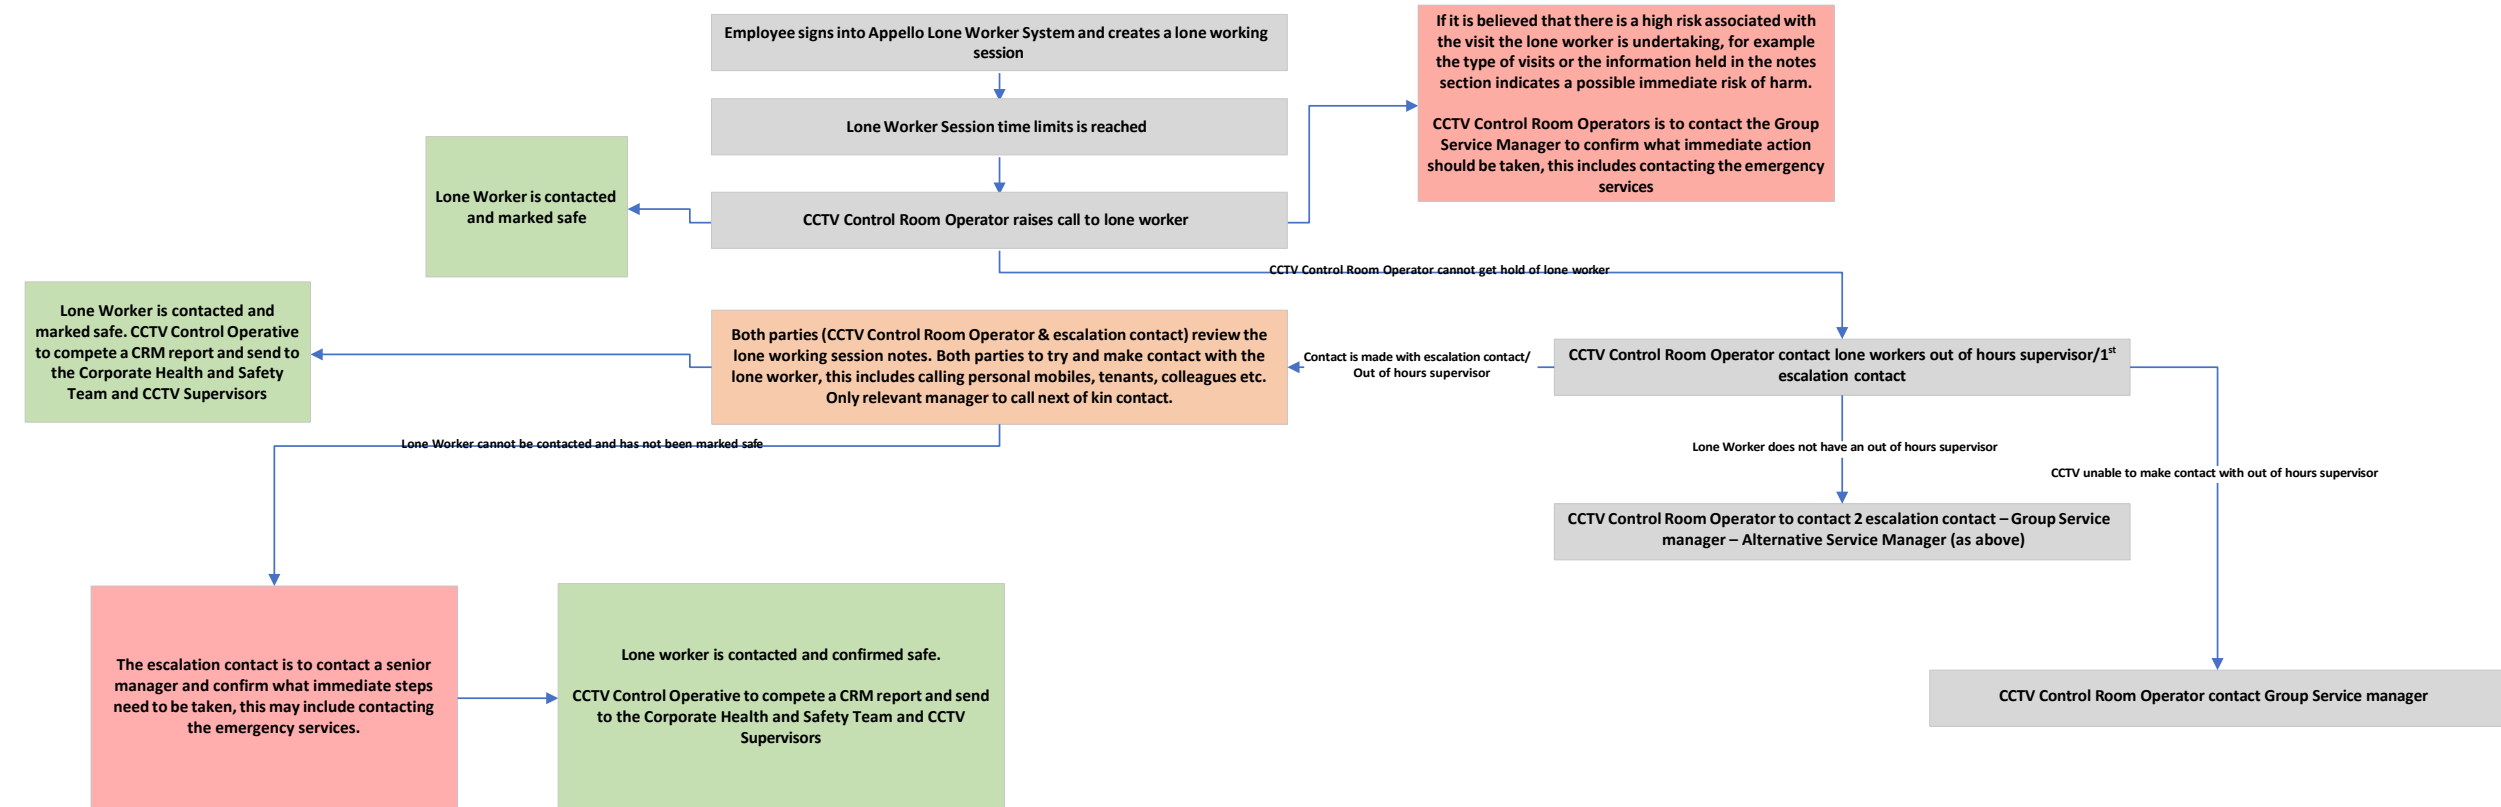 Employee signs into Appello Lone Worker System and creates a lone working
session
If it is believed that there is a high risk associated with
the visit the lone worker is undertaking, for example
the type of visits or the information held in the notes
section indicates a possible immediate risk of harm.
CCTV Control Room Operators is to contact the Group
Service Manager to confirm what immediate action
should be taken, this includes contacting the emergency
services
Lone Worker Session time limits is reached
Lone Worker is contacted
and marked safe
CCTV Control Room Operator raises call to lone worker
CCTV Control Room Operator cannot get hold of lone worker
Lone Worker is contacted and
marked safe. CCTV Control Operative
to compete a CRM report and send to
the Corporate Health and Safety
Team and CCTV Supervisors
Both parties (CCTV Control Room Operator & escalation contact) review the
lone working session notes. Both parties to try and make contact with the
lone worker, this includes calling personal mobiles, tenants, colleagues etc.
Only relevant manager to call next of kin contact.
Contact is made with escalation contact/
Out of hours supervisor
CCTV Control Room Operator contact lone workers out of hours supervisor/1st
escalation contact
Lone Worker cannot be contacted and has not been marked safe
Lone Worker does not have an out of hours supervisor
CCTV unable to make contact with out of hours supervisor
CCTV Control Room Operator to contact 2 escalation contact – Group Service
manager – Alternative Service Manager (as above)
The escalation contact is to contact a senior
manager and confirm what immediate steps
need to be taken, this may include contacting
the emergency services.
Lone worker is contacted and confirmed safe.
CCTV Control Operative to compete a CRM report and send
to the Corporate Health and Safety Team and CCTV
Supervisors
CCTV Control Room Operator contact Group Service manager